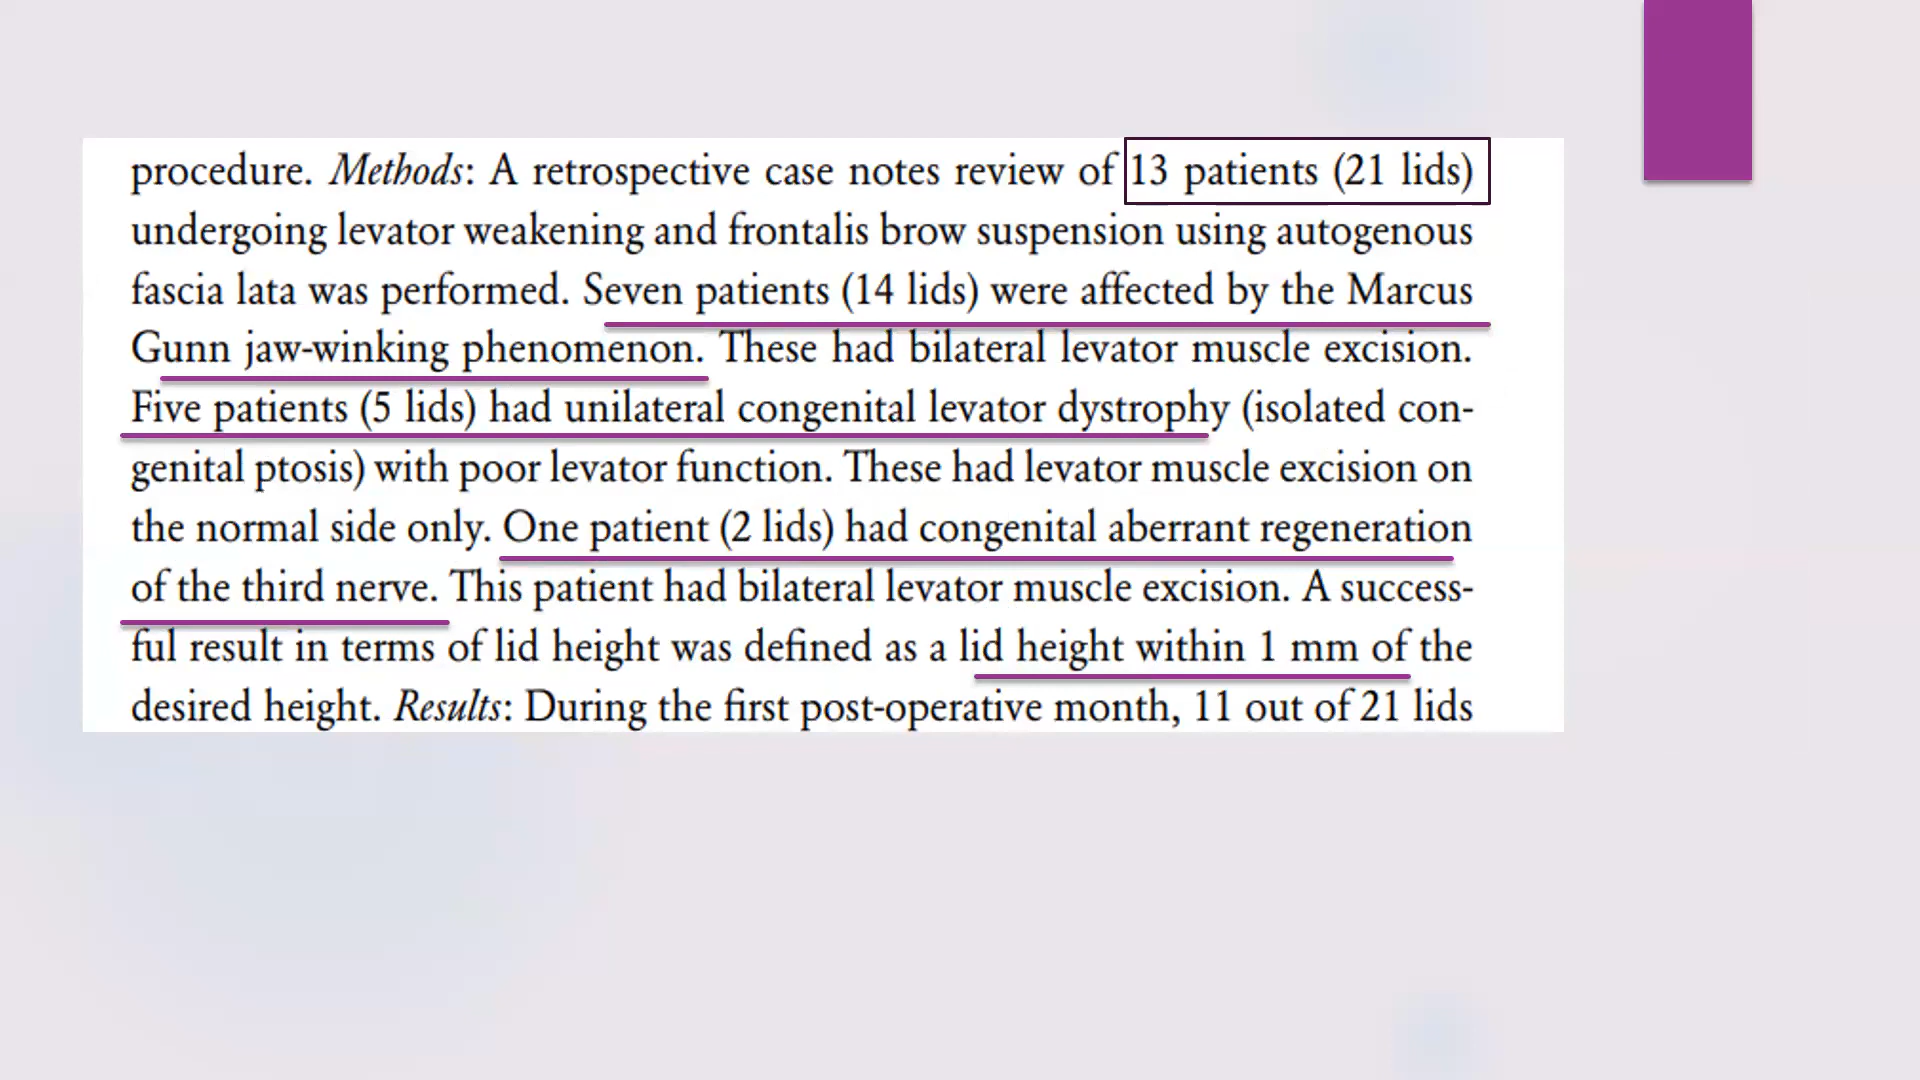 procedure. Methods: A retrospective case notes review of 13 patients (21 lids)
undergoing levator weakening and frontalis brow suspension using autogenous
fascia lata was performed. Seven patients (14 lids) were affected by the Marcus
Gunn jaw-winking phenomenon. These had bilateral levator muscle excision.
Five patients (5 lids) had unilateral congenital levator dystrophy (isolated con-
genital ptosis) with poor levator function. These had levator muscle excision on
the normal side only. One patient (2 lids) had congenital aberrant regeneration
of the third nerve. This patient had bilateral levator muscle excision. A success-
ful result in terms of lid height was defined as a lid height within 1 mm of the
desired height. Results: During the first post-operative month, 11 out of 21 lids